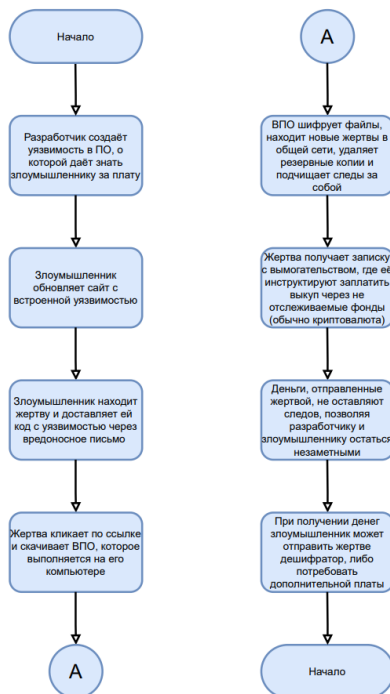 Начало
Разработчик создаёт
уязвимость в ПО, о
которой даёт знать
злоумышленнику за плату
Злоумышленник
обновляет сайт с
встроенной уязвимостью
Злоумышленник находит
жертву и доставляет ей
код с уязвимостью через
вредоносное письмо
Жертва кликает по ссылке
и скачивает ВПО, которое
выполняется на его
компьютере
А
А
ВПО шифрует файлы,
находит новые жертвы в
общей сети, удаляет
резервные копии и
подчищает следы за
собой
Жертва получает записку
с вымогательством, где её
инструктируют заплатить
выкуп через не
отслеживаемые фонды
(обычно криптовалюта)
Деньги, отправленные
жертвой, не оставляют
следов, позволяя
разработчику и
злоумышленнику остаться
незаметными
При получении денег
злоумышленник может
отправить жертве
дешифратор, либо
потребовать
дополнительной платы
Начало